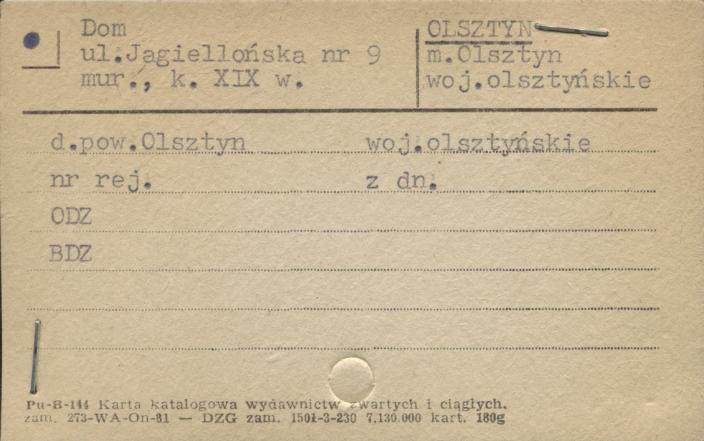 Dom
ul.Jagiellońska nr 9
mur., k. XIX w.
OLSZTYN
m.Olsztyn
woj.olsztyńskie
d.pow.Olsztyn woj.olsztyńskie
nr rej. z dn.
ODZ
BDZ
Pu-B-144 Karta katalogowa wydawnictw zwartych i ciągłych.
zam. 273-WA-On-81 — DZG zam. 1501-3-230 7.130.000 kart. 180g